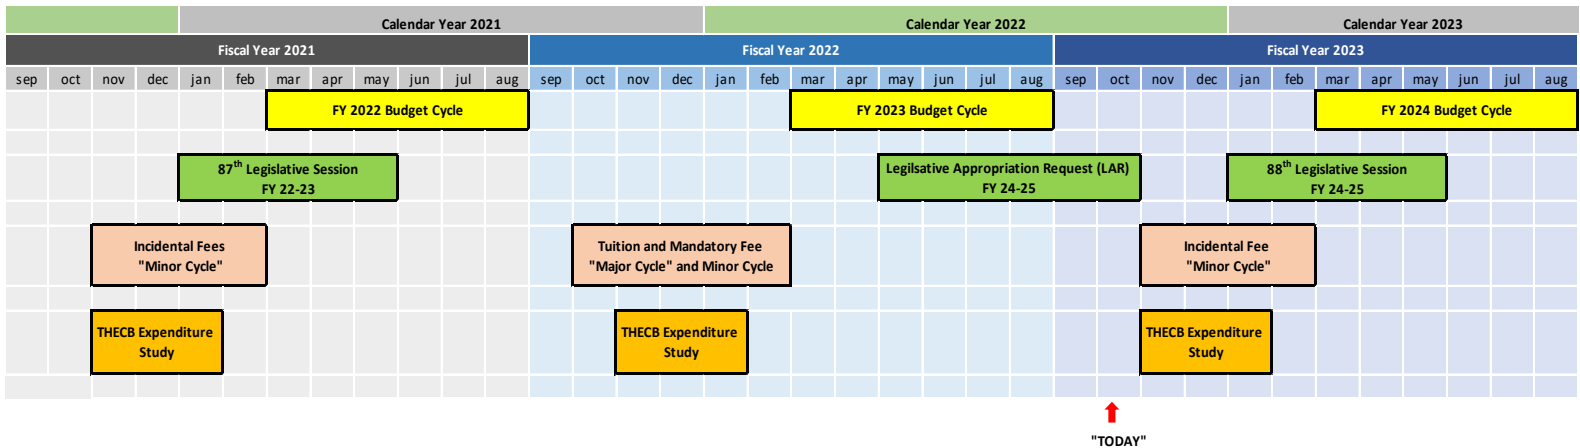 Calendar Year 2021 Calendar Year 2022 Calendar Year 2023
Fiscal Year 2021 Fiscal Year 2022 Fiscal Year 2023
sep oct nov dec jan feb mar apr may jun jul aug sep oct nov dec jan feb mar apr may jun jul aug sep oct nov dec jan feb mar apr may jun jul aug
FY 2022 Budget Cycle FY 2023 Budget Cycle FY 2024 Budget Cycle
87th Legislative Session
FY 22-23
Legilsative Appropriation Request (LAR)
FY 24-25
88th Legislative Session
FY 24-25
Incidental Fees
"Minor Cycle"
Tuition and Mandatory Fee
"Major Cycle" and Minor Cycle
Incidental Fee
"Minor Cycle"
THECB Expenditure
Study
THECB Expenditure
Study
THECB Expenditure
Study
"TODAY"